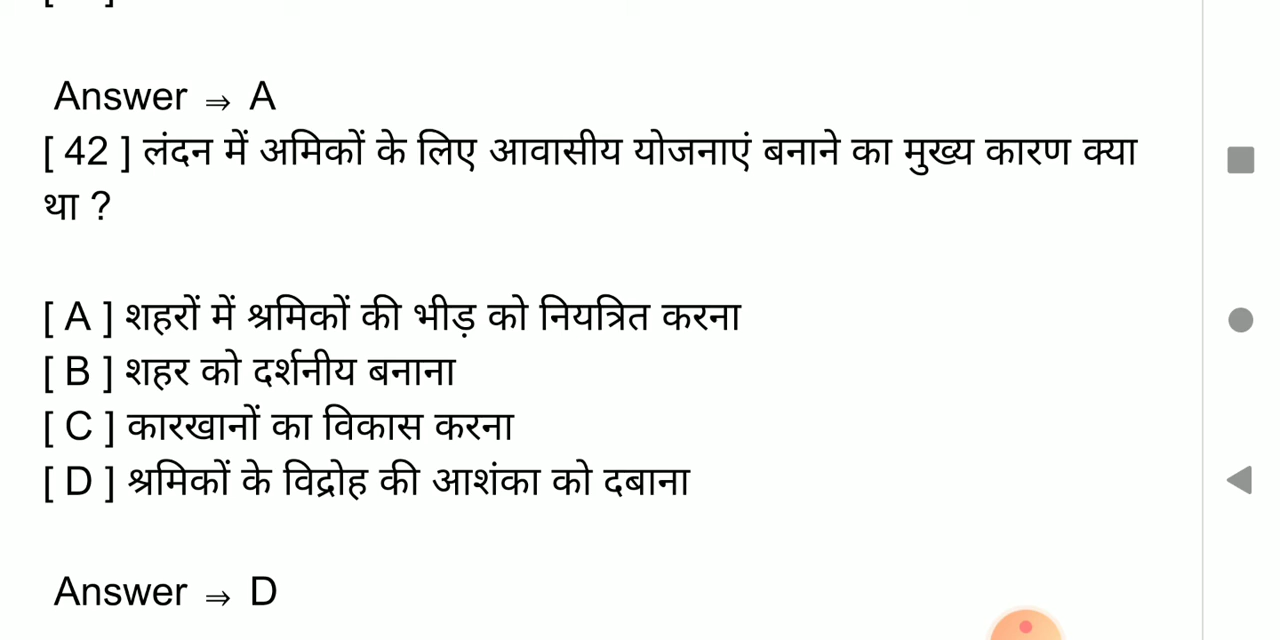 Answer ⇒ A
[ 42 ] लंदन में अमिकों के लिए आवासीय योजनाएं बनाने का मुख्य कारण क्या
था ?
[ A ] शहरों में श्रमिकों की भीड़ को नियत्रित करना
[ B ] शहर को दर्शनीय बनाना
[ C ] कारखानों का विकास करना
[ D ] श्रमिकों के विद्रोह की आशंका को दबाना
Answer ⇒ D